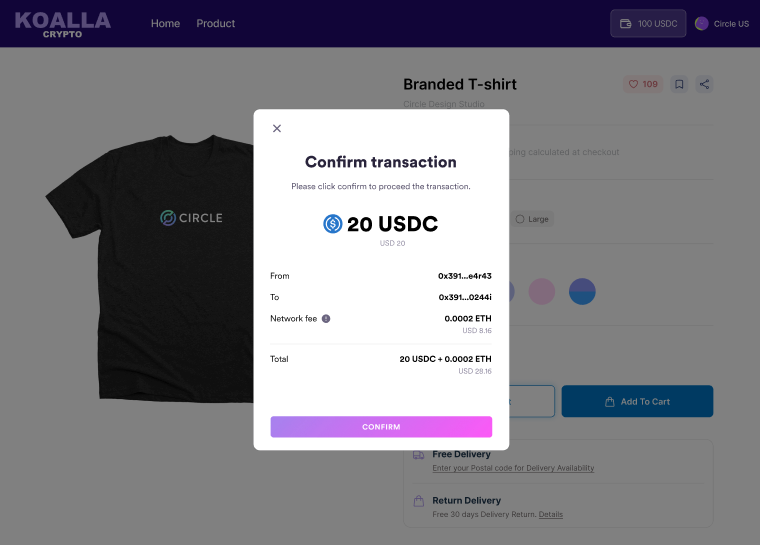 KOALLA
CRYPTO
Home
Product
100 USDC
Circle US
Branded T-shirt
109
Circle Design Studio
calculated at checkout
Large
CIRCLE
Confirm transaction
Please click confirm to proceed the transaction.
20 USDC
USD 20
From
0x391...e4r43
To
0x391...0244i
Network fee
0.0002 ETH
USD 8.16
Total
20 USDC + 0.0002 ETH
USD 28.16
CONFIRM
Add To Cart
Free Delivery
Enter your Postal code for Delivery Availability
Return Delivery
Free 30 days Delivery Return. Details